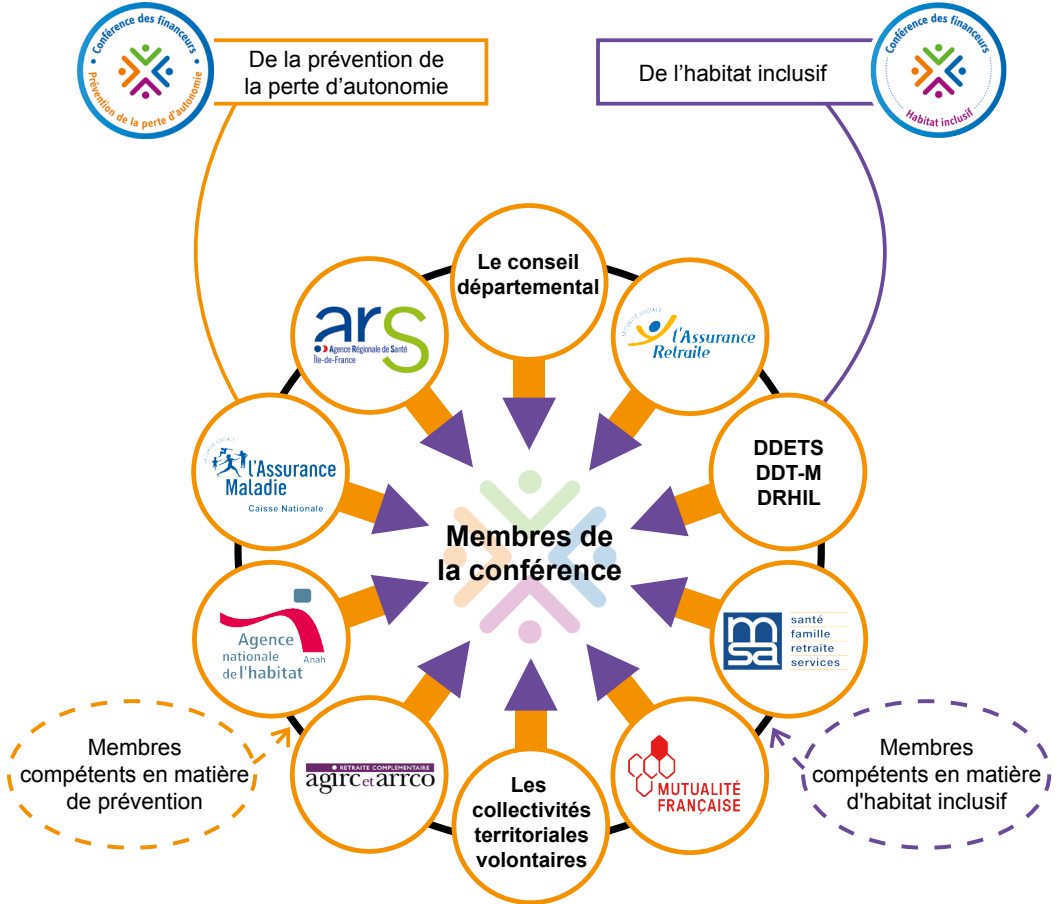 Conférence des financeurs
Prévention de la perte d'autonomie
De la prévention de
la perte d'autonomie
De l'habitat inclusif
Conférence des financeurs
Habitat inclusif
Le conseil
départemental
ars
Agence Régionale de Santé
Île-de-France
SÉCURITÉ SOCIALE
l'Assurance
Retraite
SÉCURITÉ SOCIALE
l'Assurance
Maladie
Caisse Nationale
DDETS
DDT-M
DRHIL
Membres de
la conférence
Agence
nationale
de l'habitat
Anah
msa
santé
famille
retraite
services
Membres
compétents en matière
de prévention
RETRAITE COMPLÉMENTAIRE
agirc et arrco
Les
collectivités
territoriales
volontaires
MUTUALITÉ
FRANÇAISE
Membres
compétents en matière
d'habitat inclusif